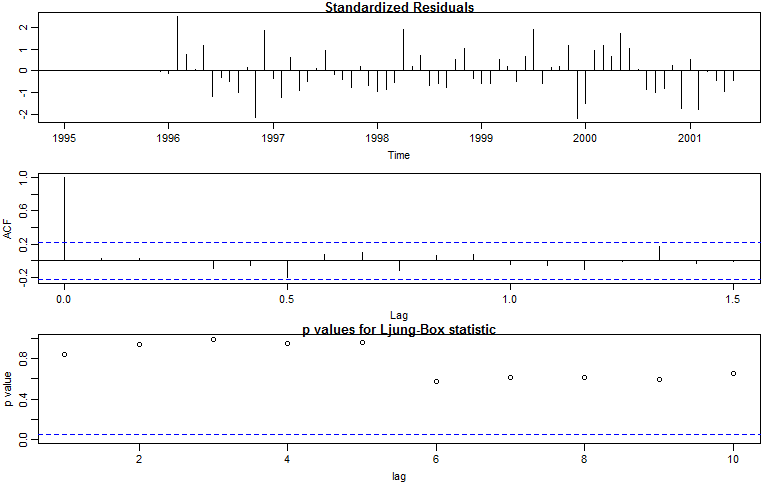 Standardized Residuals
2
1
0
-1
-2
1995 1996 1997 1998 1999 2000 2001
Time
ACF
1.0
0.6
0.2
-0.2
0.0 0.5 1.0 1.5
Lag
p values for Ljung-Box statistic
p value
0.8
0.4
0.0
2 4 6 8 10
lag